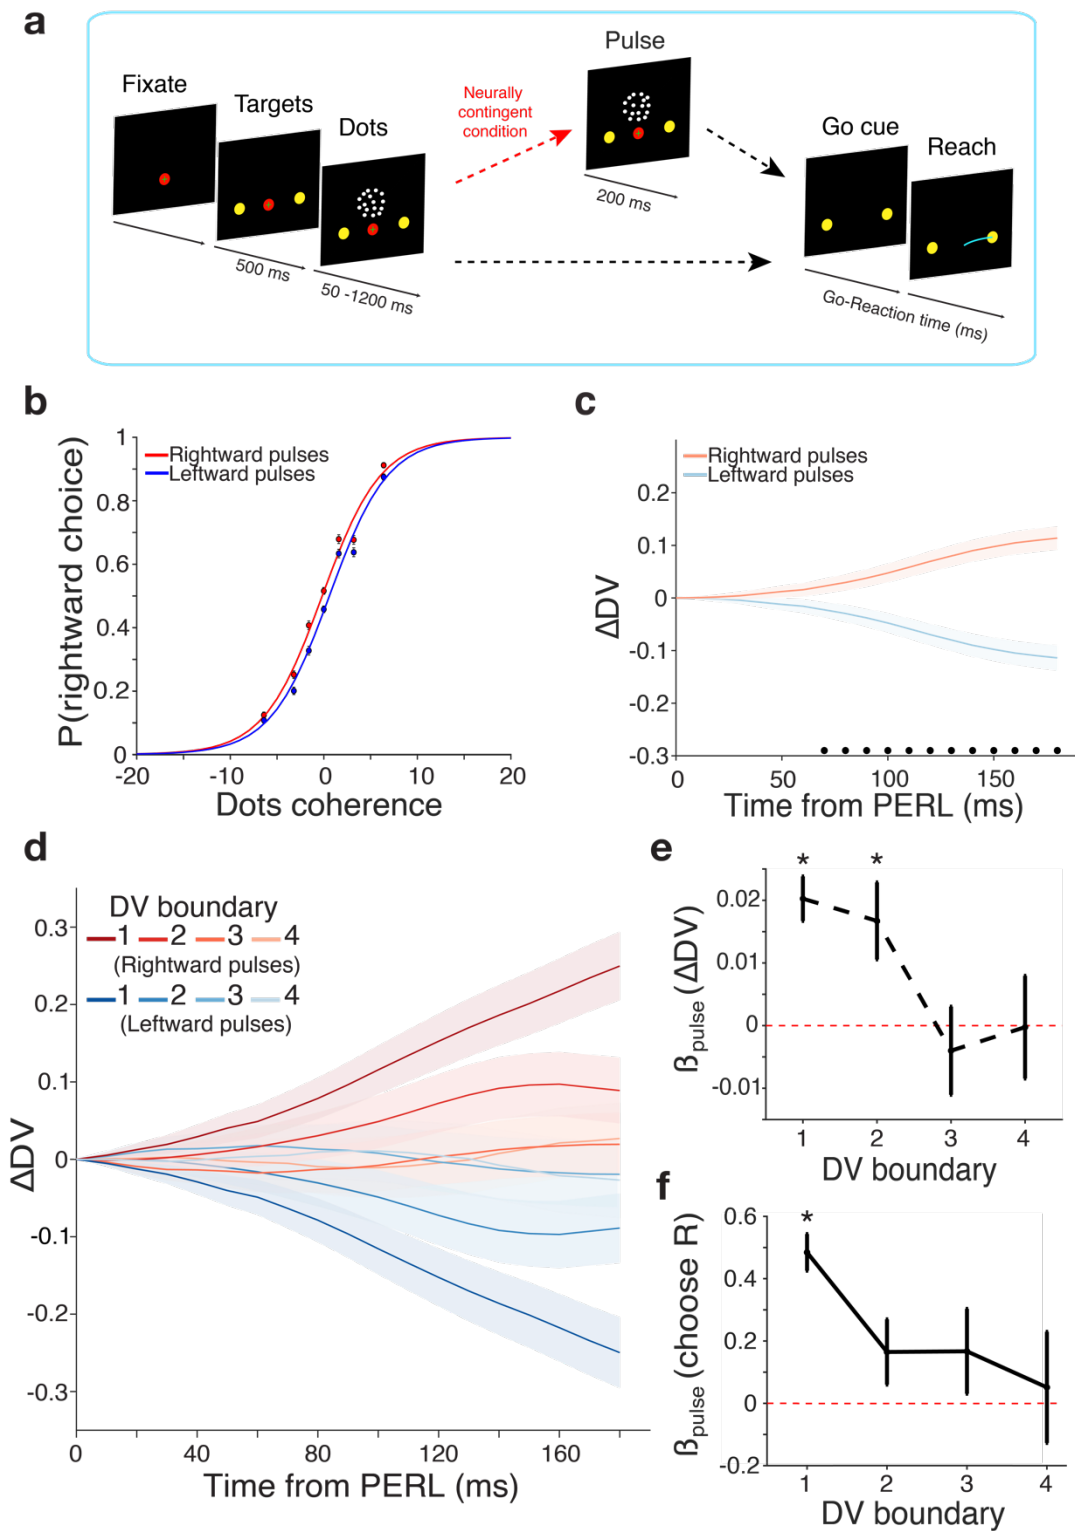 a
Fixate
Targets
Dots
Neurally
contingent
condition
Pulse
Go cue
Reach
200 ms
500 ms
50 -1200 ms
Go-Reaction time (ms)
b
P(rightward choice)
1
0.8
0.6
0.4
0.2
0
Rightward pulses
Leftward pulses
-20 -10 0 10 20
Dots coherence
c
ΔDV
0.2
0.1
0
-0.1
-0.2
-0.3
Rightward pulses
Leftward pulses
0 50 100 150
Time from PERL (ms)
d
ΔDV
0.3
0.2
0.1
0
-0.1
-0.2
-0.3
DV boundary
1 2 3 4
(Rightward pulses)
1 2 3 4
(Leftward pulses)
0 40 80 120 160
Time from PERL (ms)
e
* *
ßpulse (ΔDV)
0.02
0.01
0
-0.01
1 2 3 4
DV boundary
f
*
ßpulse (choose R)
0.6
0.4
0.2
0
-0.2
1 2 3 4
DV boundary